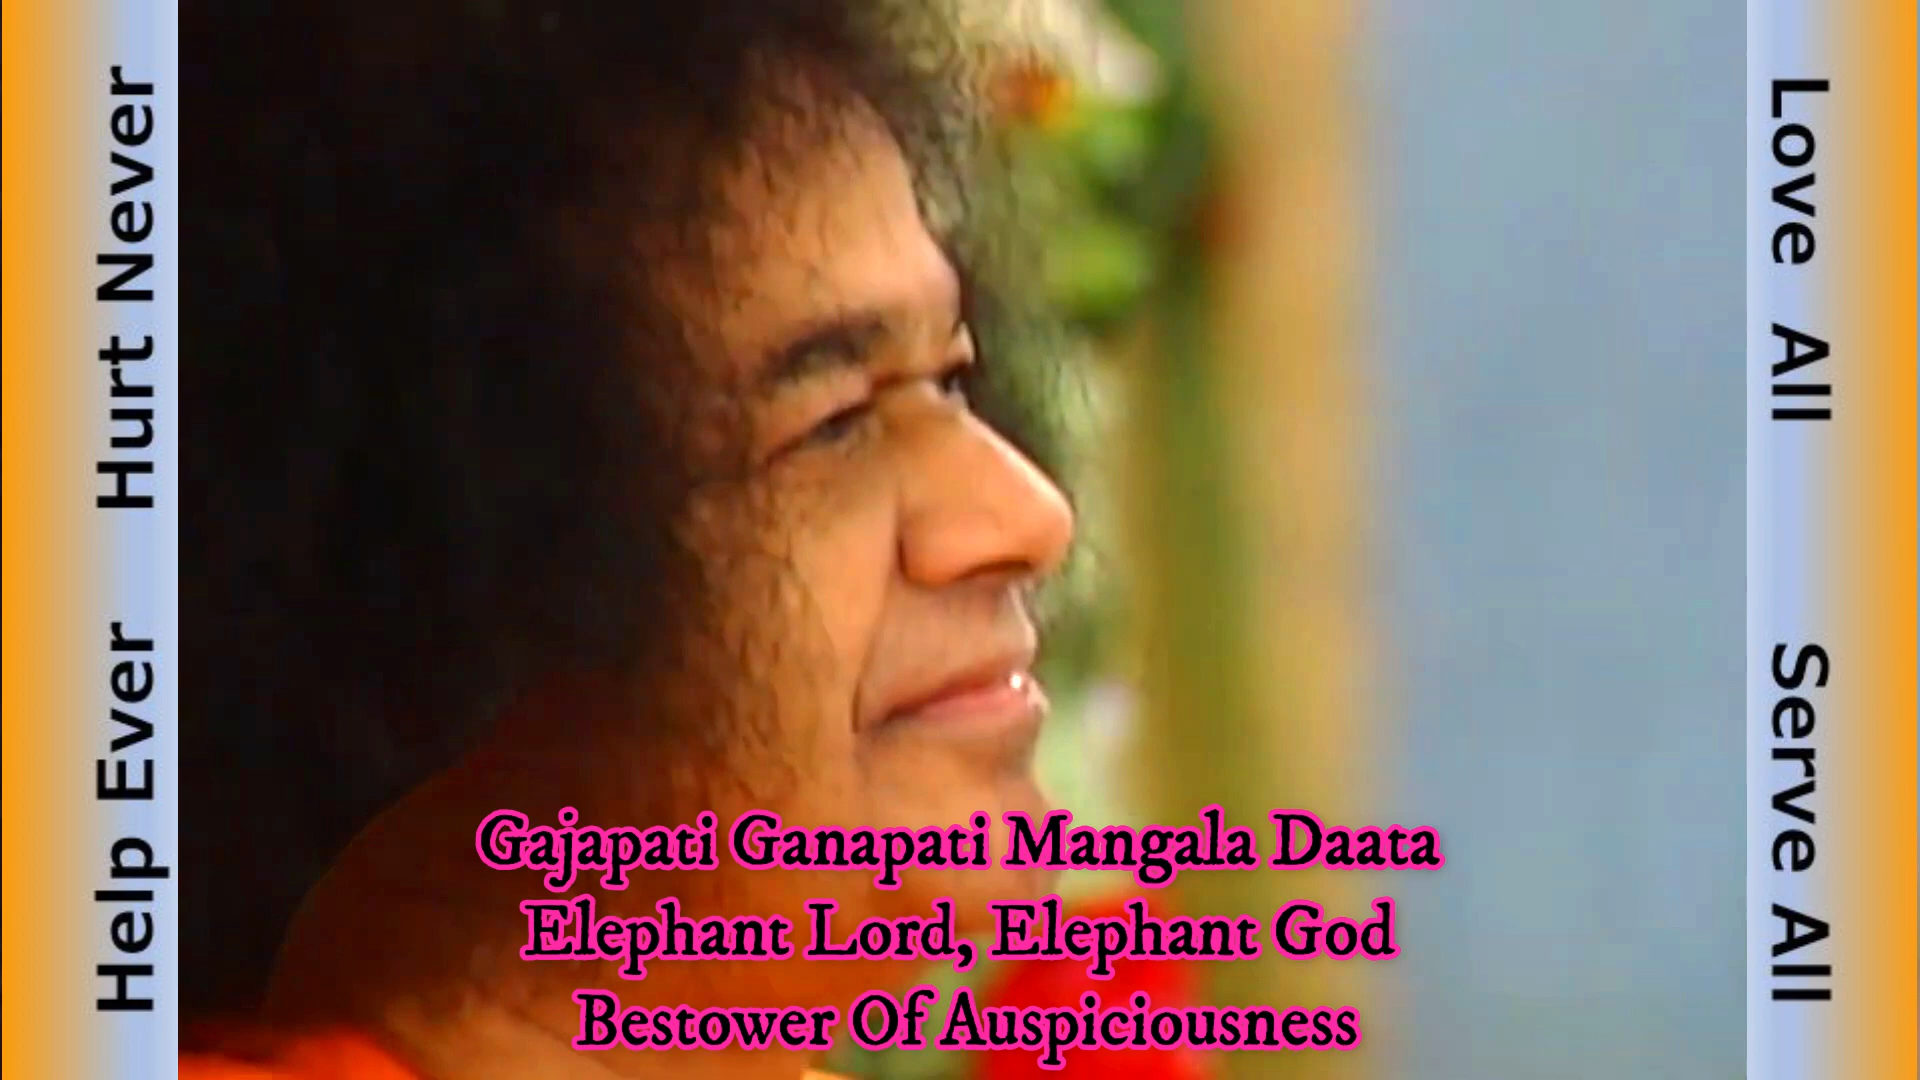 Help Ever Hurt Never
Love All Serve All
Gajapati Ganapati Mangala Daata
Elephant Lord, Elephant God
Bestower Of Auspiciousness